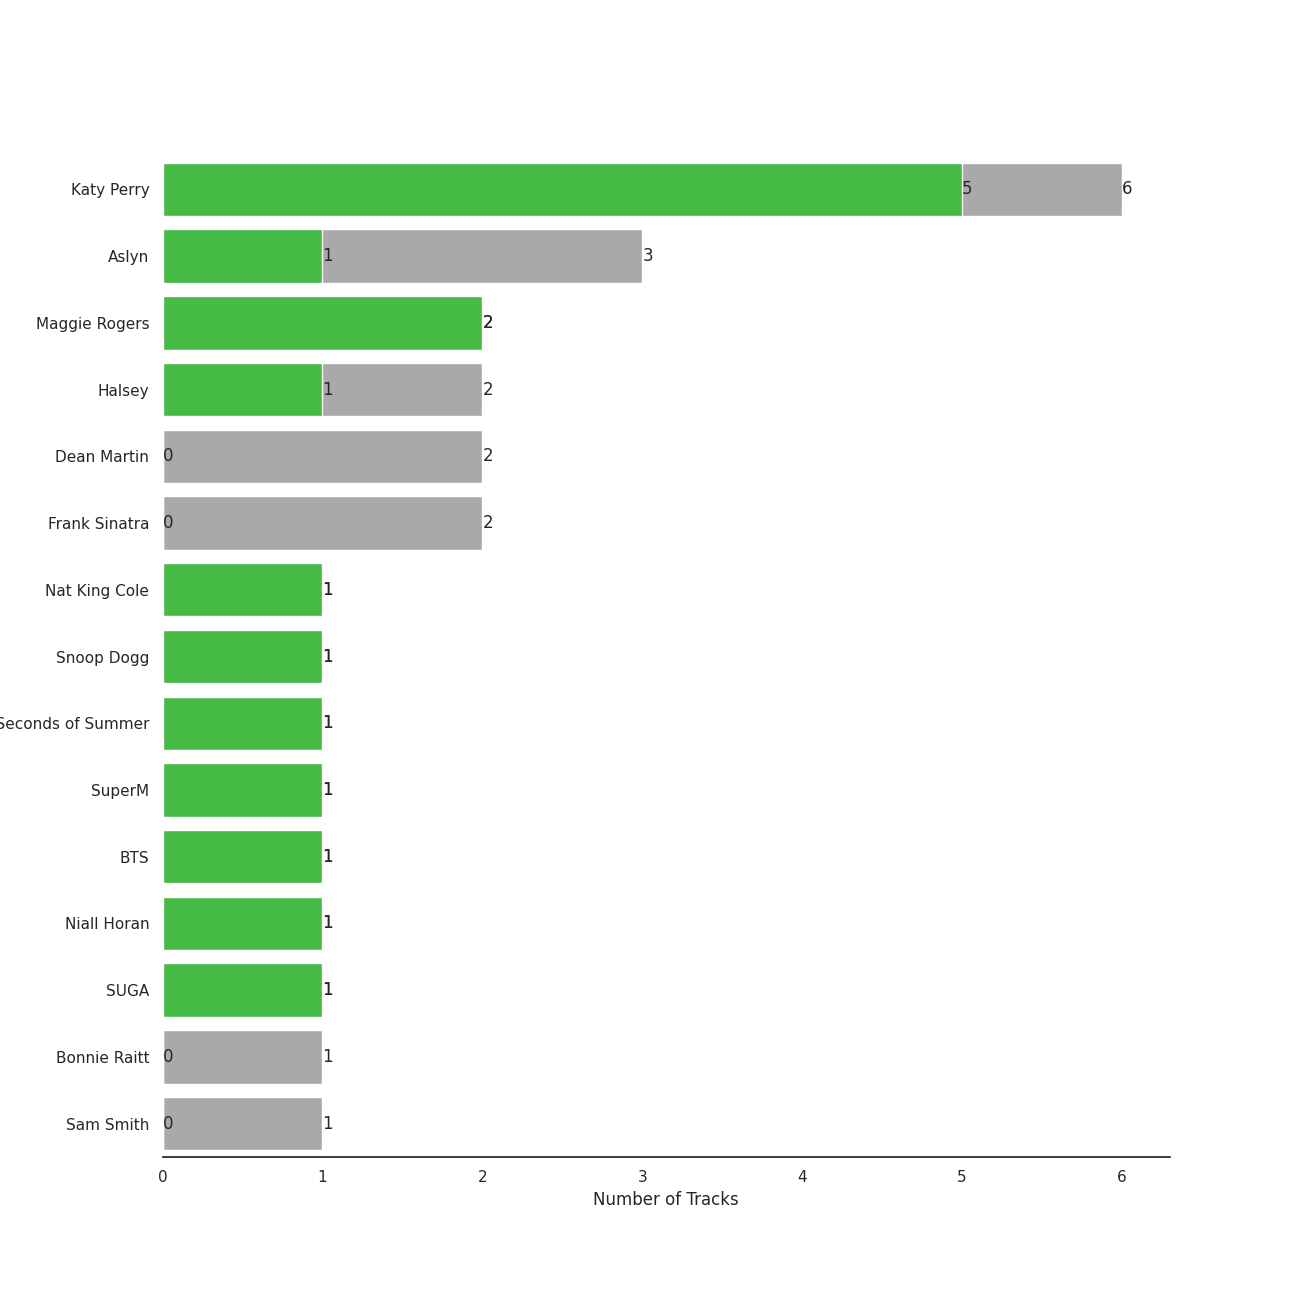 Katy Perry 5 6
Aslyn 1 3
Maggie Rogers 2
Halsey 1 2
Dean Martin 0 2
Frank Sinatra 0 2
Nat King Cole 1
Snoop Dogg 1
Seconds of Summer 1
SuperM 1
BTS 1
Niall Horan 1
SUGA 1
Bonnie Raitt 0 1
Sam Smith 0 1
0 1 2 3 4 5 6
Number of Tracks